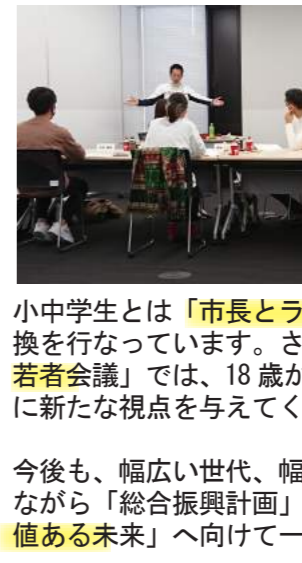 小中学生とは「市長とラ
換を行なっています。さ
若者会議」では、18 歳か
に新たな視点を与えてく
今後も、幅広い世代、幅
ながら「総合振興計画」
値ある未来」へ向けて一